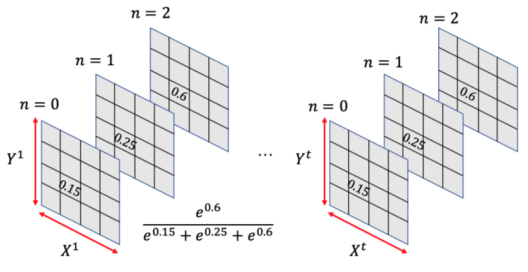 n = 2
n = 1
n = 0
0.6
0.25
0.15
Y^1
X^1
e^{0.6}
e^{0.15} + e^{0.25} + e^{0.6}
...
n = 2
n = 1
n = 0
0.6
0.25
0.15
Y^t
X^t